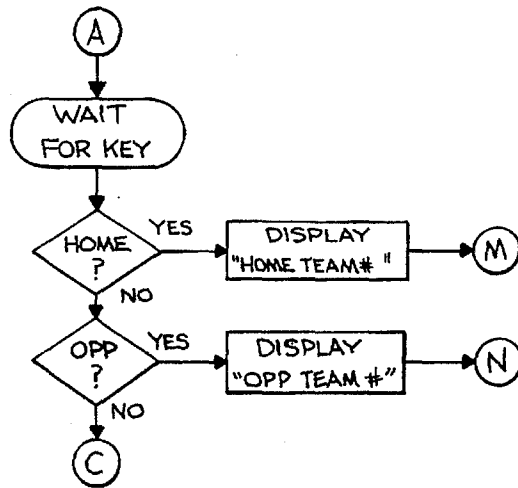 A
WAIT
FOR KEY
HOME
?
YES
DISPLAY
"HOME TEAM# "
M
NO
OPP
?
YES
DISPLAY
"OPP TEAM #"
N
NO
C